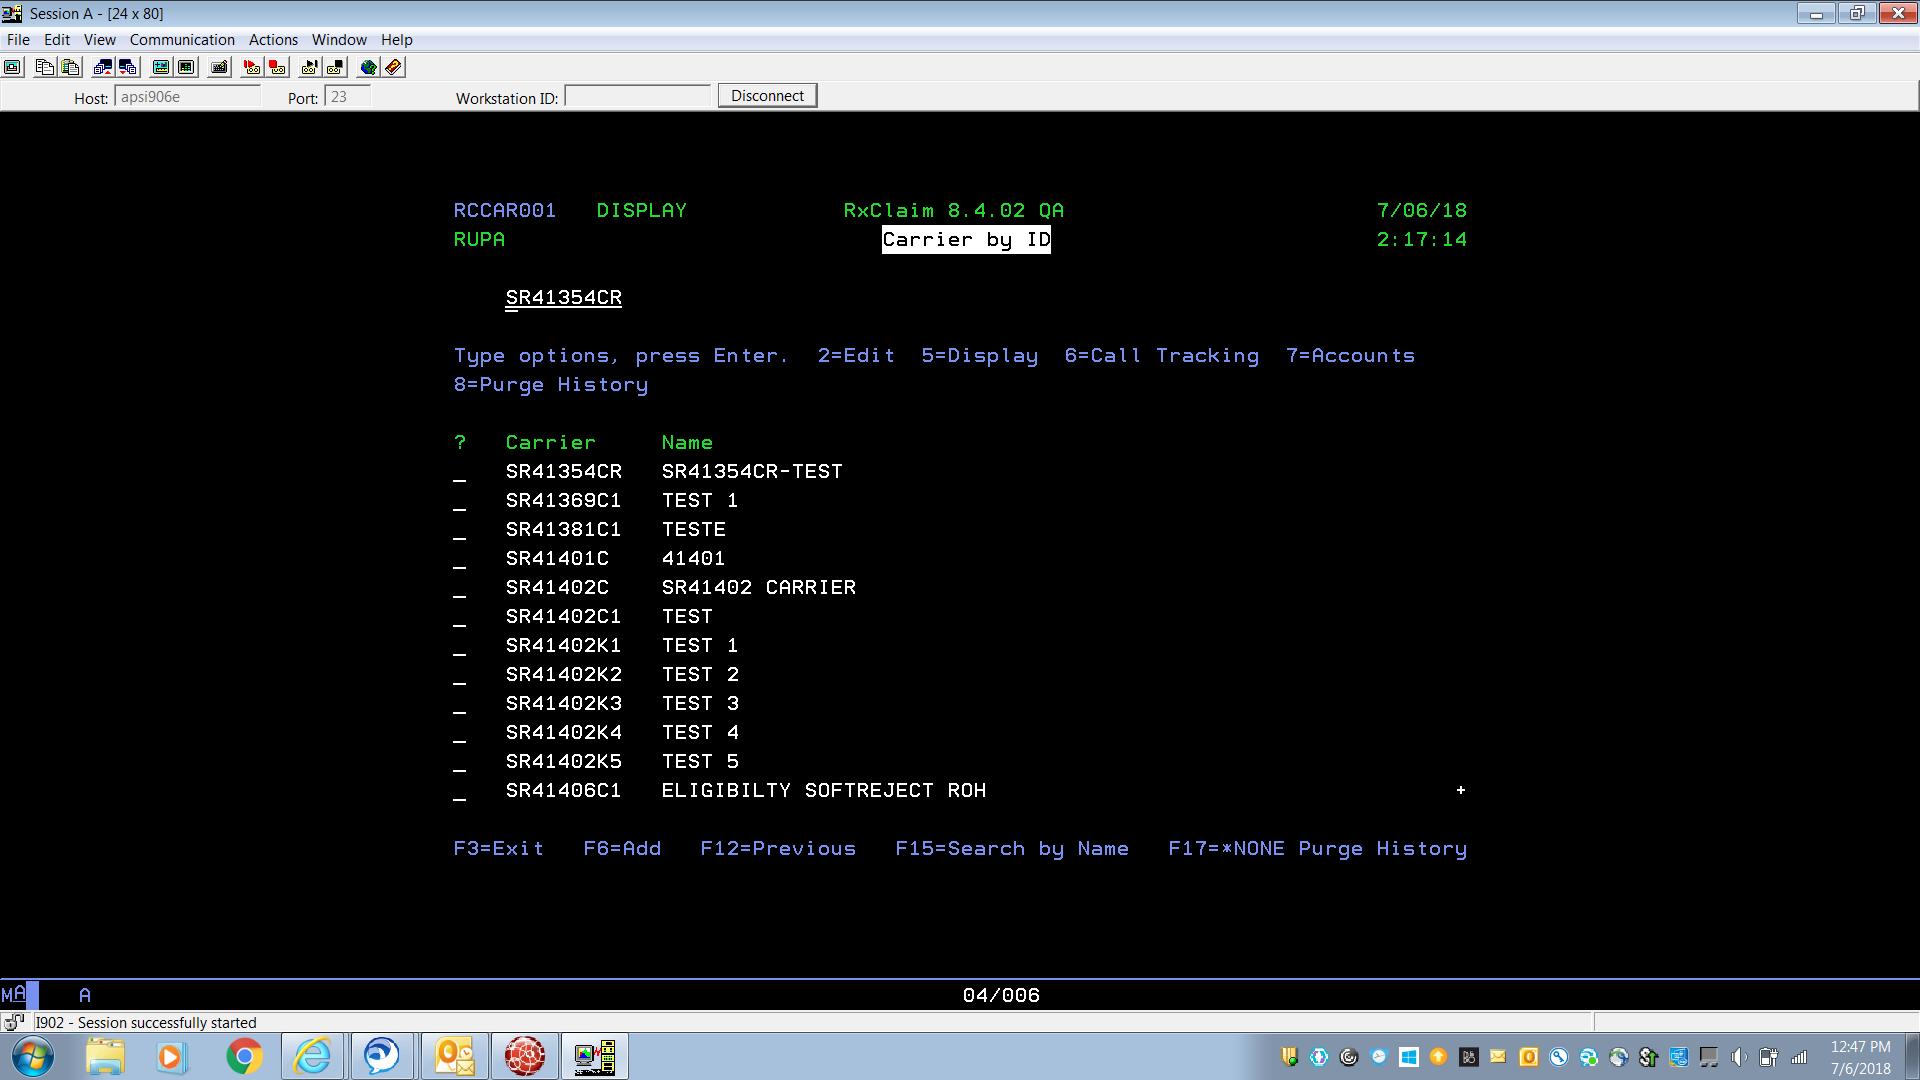 Session A - [24 x 80]
File Edit View Communication Actions Window Help
Host: apsi906e Port: 23 Workstation ID: Disconnect
RCCAR001 DISPLAY RxClaim 8.4.02 QA 7/06/18
RUPA Carrier by ID 2:17:14
SR41354CR
Type options, press Enter. 2=Edit 5=Display 6=Call Tracking 7=Accounts
8=Purge History
? Carrier Name
_ SR41354CR SR41354CR-TEST
_ SR41369C1 TEST 1
_ SR41381C1 TESTE
_ SR41401C 41401
_ SR41402C SR41402 CARRIER
_ SR41402C1 TEST
_ SR41402K1 TEST 1
_ SR41402K2 TEST 2
_ SR41402K3 TEST 3
_ SR41402K4 TEST 4
_ SR41402K5 TEST 5
_ SR41406C1 ELIGIBILTY SOFTREJECT ROH +
F3=Exit F6=Add F12=Previous F15=Search by Name F17=*NONE Purge History
MA A 04/006
I902 - Session successfully started
12:47 PM
7/6/2018